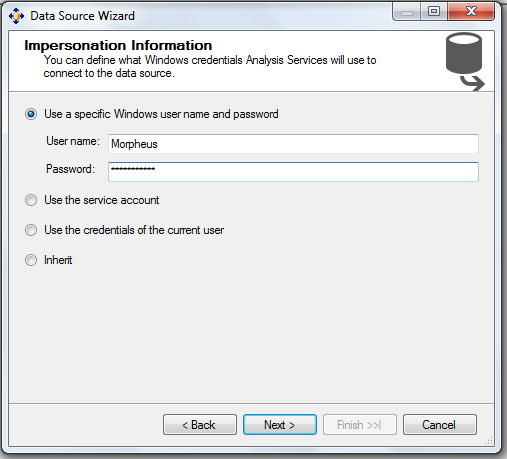 Data Source Wizard
Impersonation Information
You can define what Windows credentials Analysis Services will use to
connect to the data source.
Use a specific Windows user name and password
User name: Morpheus
Password: ***********
Use the service account
Use the credentials of the current user
Inherit
< Back Next > Finish >>| Cancel